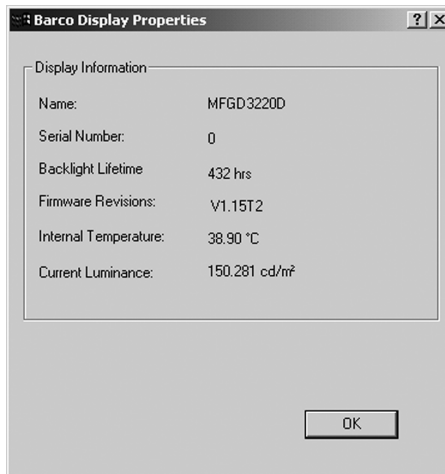 Barco Display Properties
Display Information
Name: MFGD3220D
Serial Number: 0
Backlight Lifetime 432 hrs
Firmware Revisions: V1.15T2
Internal Temperature: 38.90 °C
Current Luminance: 150.281 cd/m²
OK